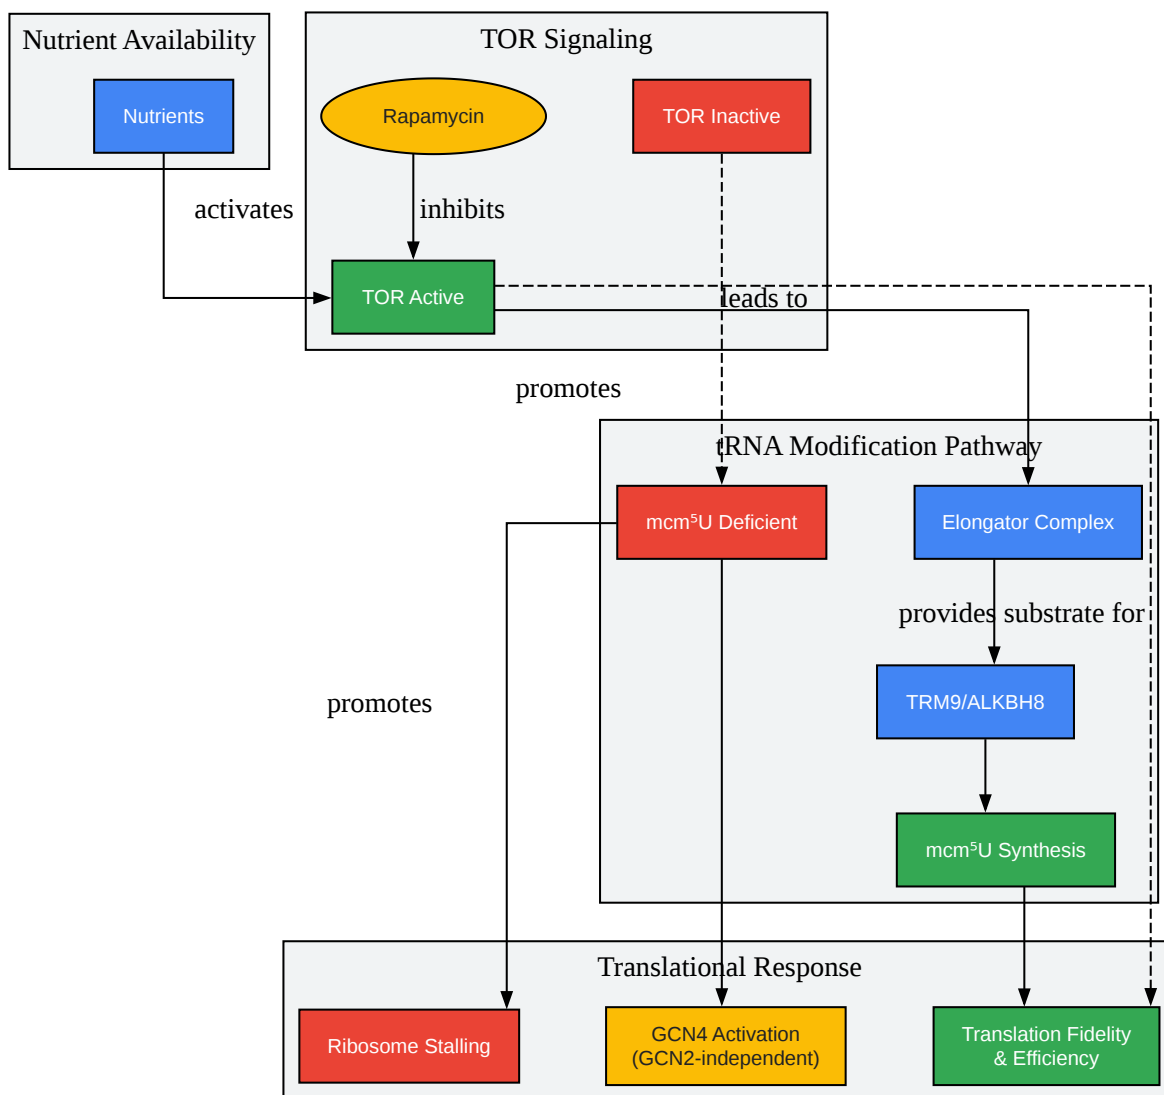 Nutrient Availability
TOR Signaling
Nutrients
Rapamycin
TOR Inactive
activates
inhibits
TOR Active
leads to
promotes
tRNA Modification Pathway
mcm⁵U Deficient
Elongator Complex
provides substrate for
TRM9/ALKBH8
promotes
mcm⁵U Synthesis
Translational Response
Ribosome Stalling
GCN4 Activation
(GCN2-independent)
Translation Fidelity
& Efficiency